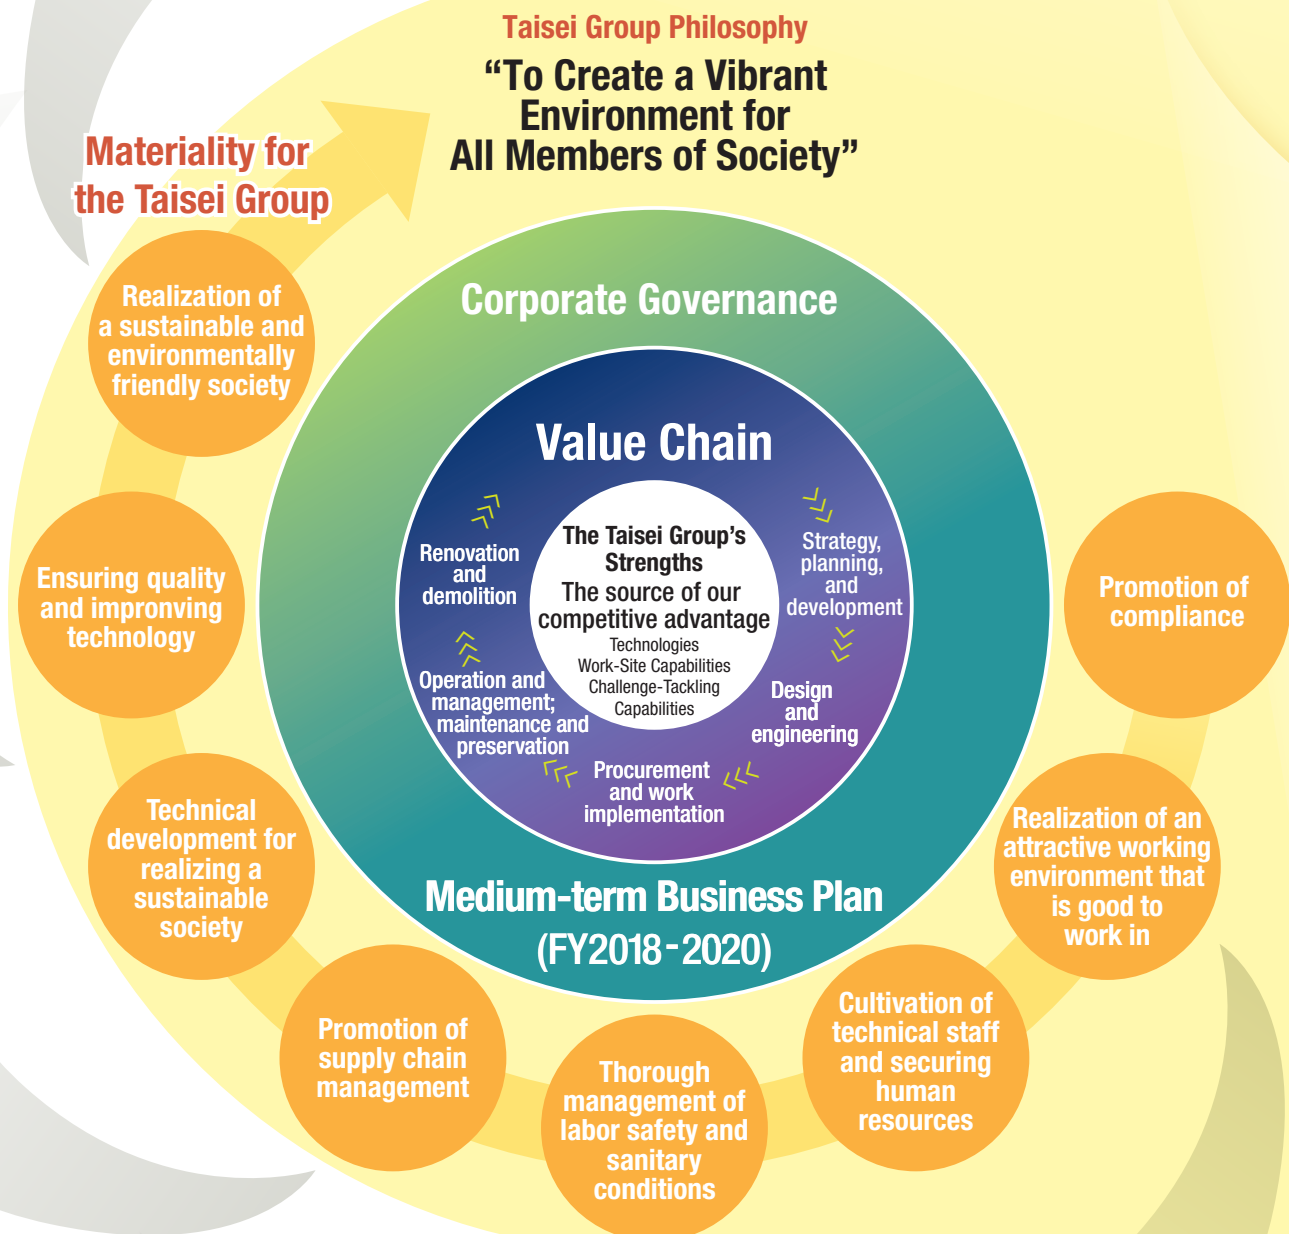 Taisei Group Philosophy
“To Create a Vibrant
Environment for
All Members of Society”
Materiality for
the Taisei Group
Realization of
a sustainable and
environmentally
friendly society
Ensuring quality
and impronving
technology
Technical
development for
realizing a
sustainable
society
Promotion of
supply chain
management
Thorough
management of
labor safety and
sanitary
conditions
Cultivation of
technical staff
and securing
human
resources
Realization of an
attractive working
environment that
is good to
work in
Promotion of
compliance
Corporate Governance
Value Chain
Strategy,
planning,
and
development
Design
and
engineering
Procurement
and work
implementation
Operation and
management;
maintenance and
preservation
Renovation
and
demolition
The Taisei Group’s
Strengths
The source of our
competitive advantage
Technologies
Work-Site Capabilities
Challenge-Tackling
Capabilities
Medium-term Business Plan
(FY2018-2020)